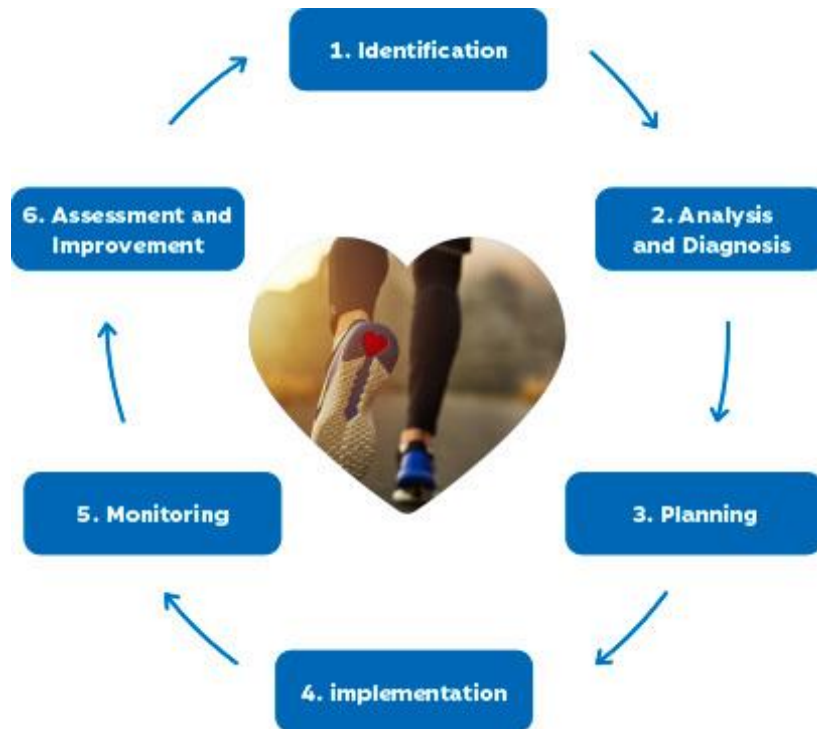 1. Identification
2. Analysis
and Diagnosis
3. Planning
4. implementation
5. Monitoring
6. Assessment and
Improvement